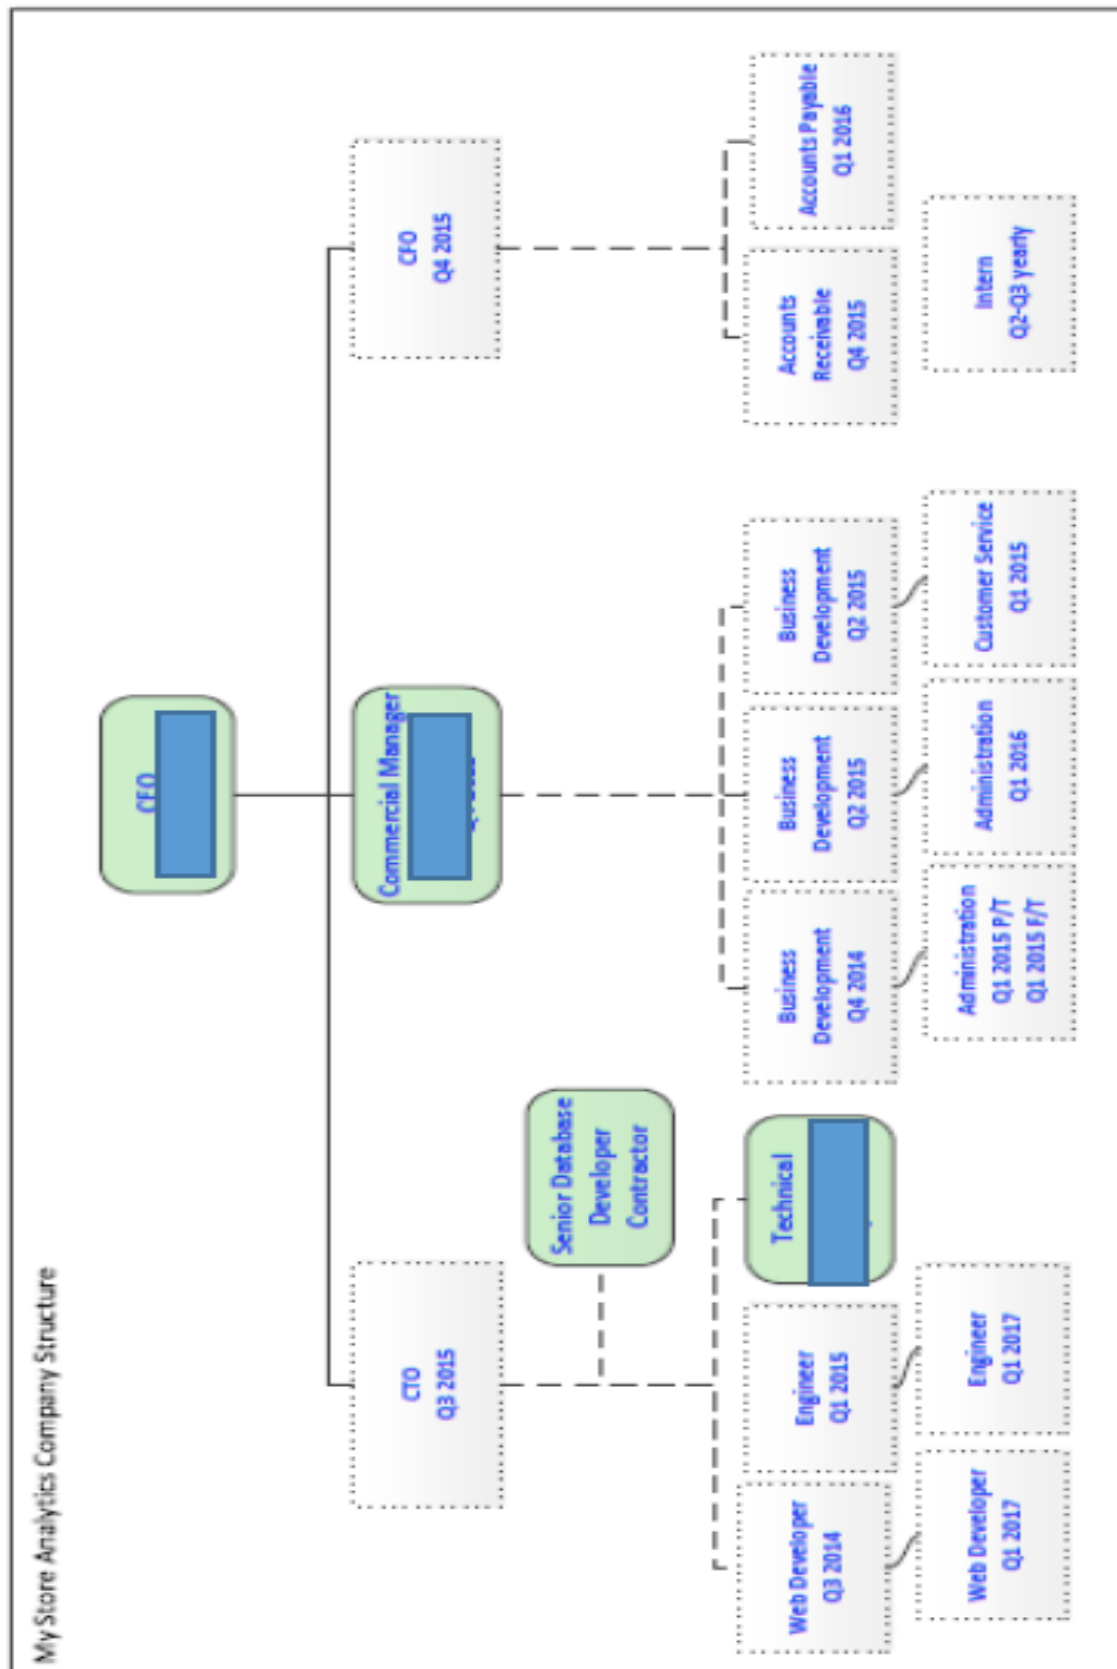 My Store Analytics Company Structure
CEO
CTO
Q3 2015
Commercial Manager
CFO
Q4 2015
Senior Database
Developer
Contractor
Web Developer
Q3 2014
Engineer
Q1 2015
Technical
Business
Development
Q4 2014
Business
Development
Q2 2015
Business
Development
Q2 2015
Accounts
Receivable
Q4 2015
Accounts Payable
Q1 2016
Web Developer
Q1 2017
Engineer
Q1 2017
Administration
Q1 2015 P/T
Q1 2015 F/T
Administration
Q1 2016
Customer Service
Q1 2015
Intern
Q2-Q3 yearly